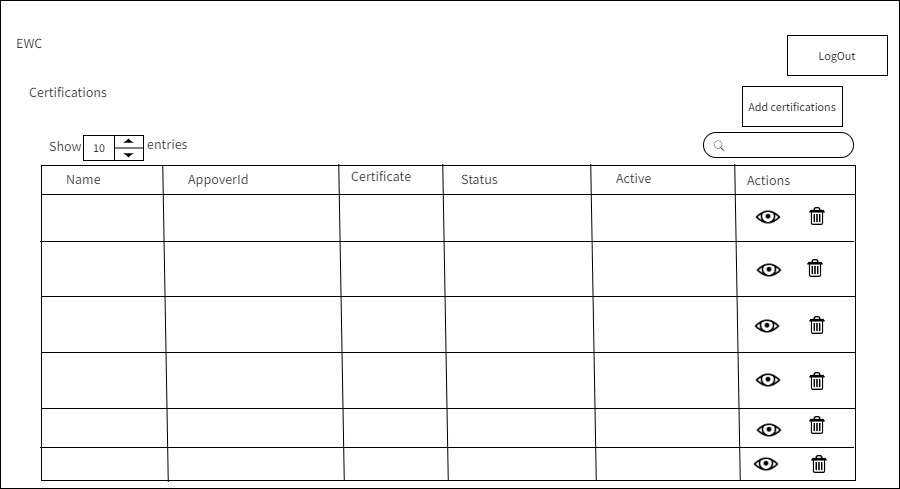 EWC
LogOut
Certifications
Add certifications
Show 10 entries
Name AppoverId Certificate Status Active Actions